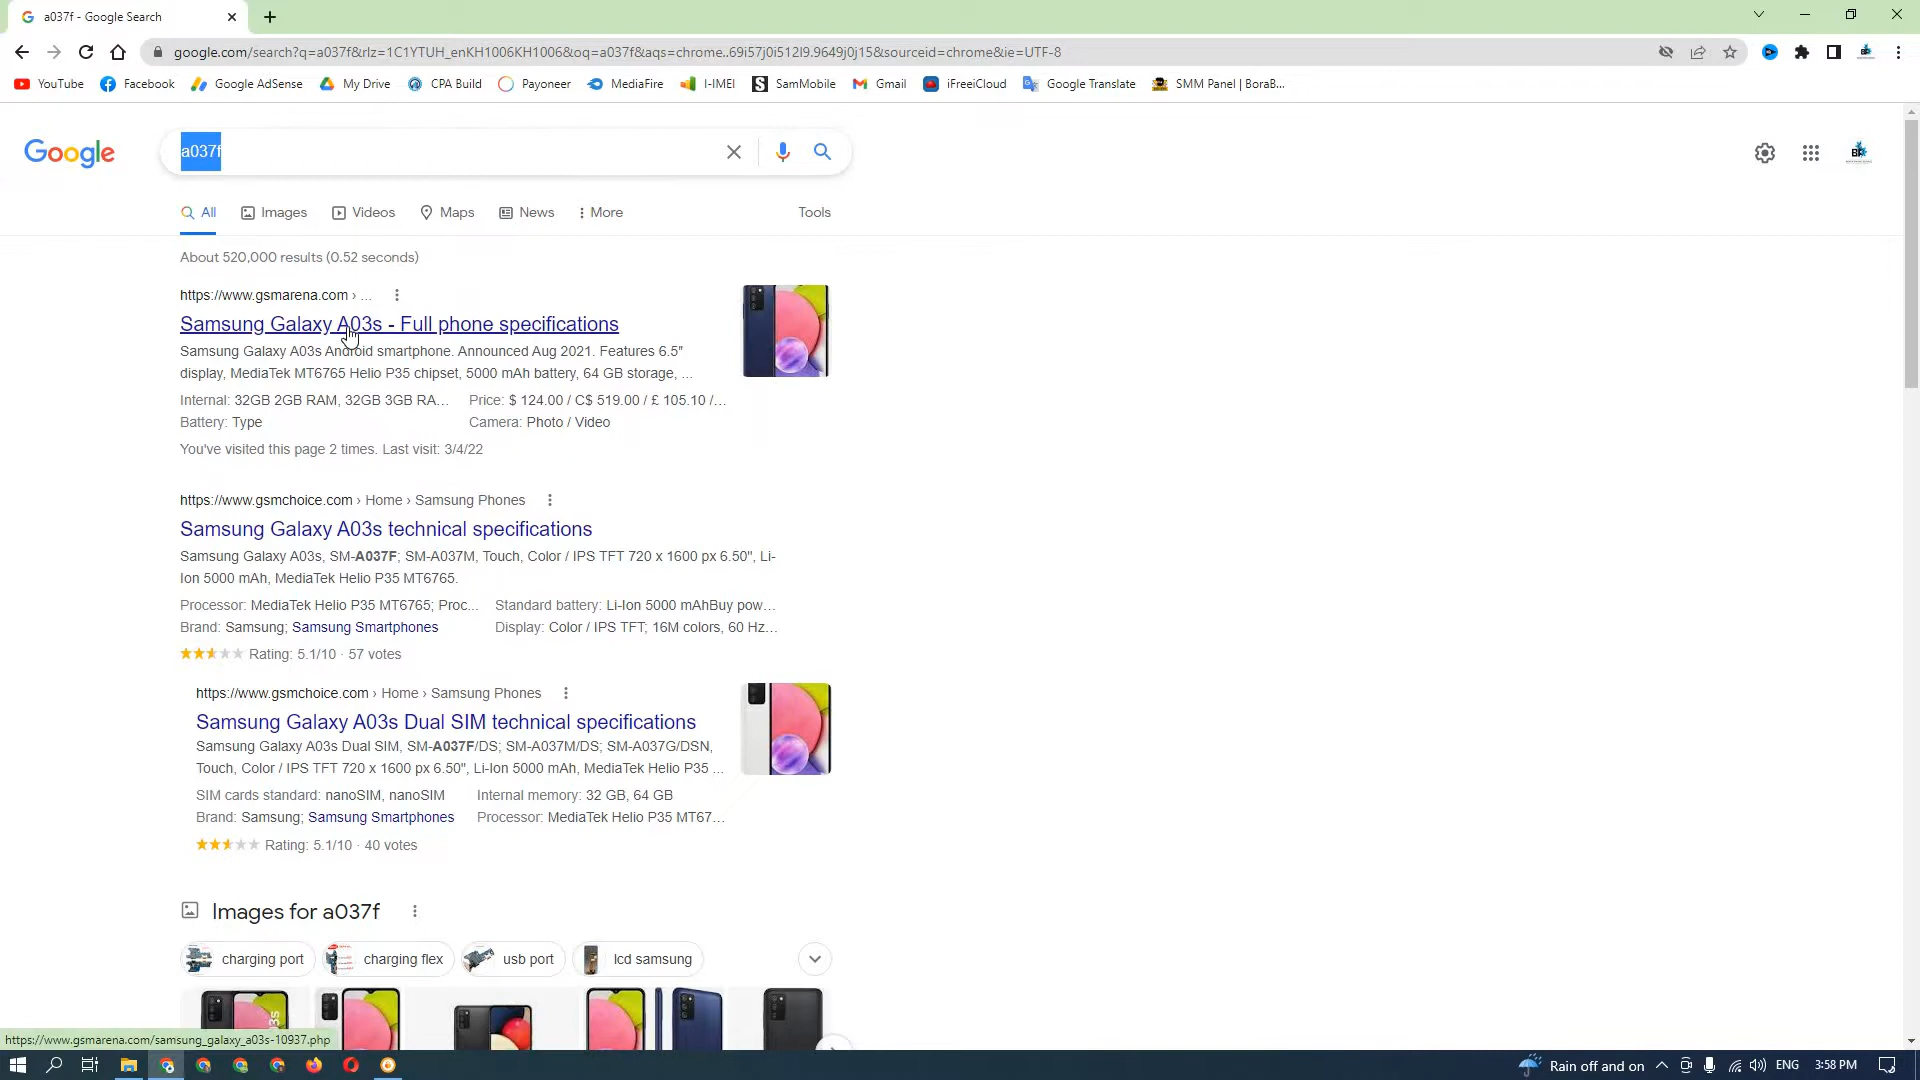 a037f - Google Search
google.com/search?q=a037f&rlz=1C1YTUH_enKH1006KH1006&oq=a037f&aqs=chrome..69i57j0i512l9.9649j0j15&sourceid=chrome&ie=UTF-8
YouTube Facebook Google AdSense My Drive CPA Build Payoneer MediaFire I-IMEI SamMobile Gmail iFreeiCloud Google Translate SMM Panel | BoraB...
Google a037f
All Images Videos Maps News More Tools
About 520,000 results (0.52 seconds)
https://www.gsmarena.com › ...
Samsung Galaxy A03s - Full phone specifications
Samsung Galaxy A03s Android smartphone. Announced Aug 2021. Features 6.5″
display, MediaTek MT6765 Helio P35 chipset, 5000 mAh battery, 64 GB storage, ...
Internal: 32GB 2GB RAM, 32GB 3GB RA... Price: $ 124.00 / C$ 519.00 / £ 105.10 /...
Battery: Type Camera: Photo / Video
You've visited this page 2 times. Last visit: 3/4/22
https://www.gsmchoice.com › Home › Samsung Phones
Samsung Galaxy A03s technical specifications
Samsung Galaxy A03s, SM-A037F; SM-A037M, Touch, Color / IPS TFT 720 x 1600 px 6.50", Li-
Ion 5000 mAh, MediaTek Helio P35 MT6765.
Processor: MediaTek Helio P35 MT6765; Proc... Standard battery: Li-Ion 5000 mAhBuy pow...
Brand: Samsung; Samsung Smartphones Display: Color / IPS TFT; 16M colors, 60 Hz...
Rating: 5.1/10 · 57 votes
https://www.gsmchoice.com › Home › Samsung Phones
Samsung Galaxy A03s Dual SIM technical specifications
Samsung Galaxy A03s Dual SIM, SM-A037F/DS; SM-A037M/DS; SM-A037G/DSN,
Touch, Color / IPS TFT 720 x 1600 px 6.50", Li-Ion 5000 mAh, MediaTek Helio P35 ...
SIM cards standard: nanoSIM, nanoSIM Internal memory: 32 GB, 64 GB
Brand: Samsung; Samsung Smartphones Processor: MediaTek Helio P35 MT67...
Rating: 5.1/10 · 40 votes
Images for a037f
charging port charging flex usb port lcd samsung
https://www.gsmarena.com/samsung_galaxy_a03s-10937.php
Rain off and on ENG 3:58 PM